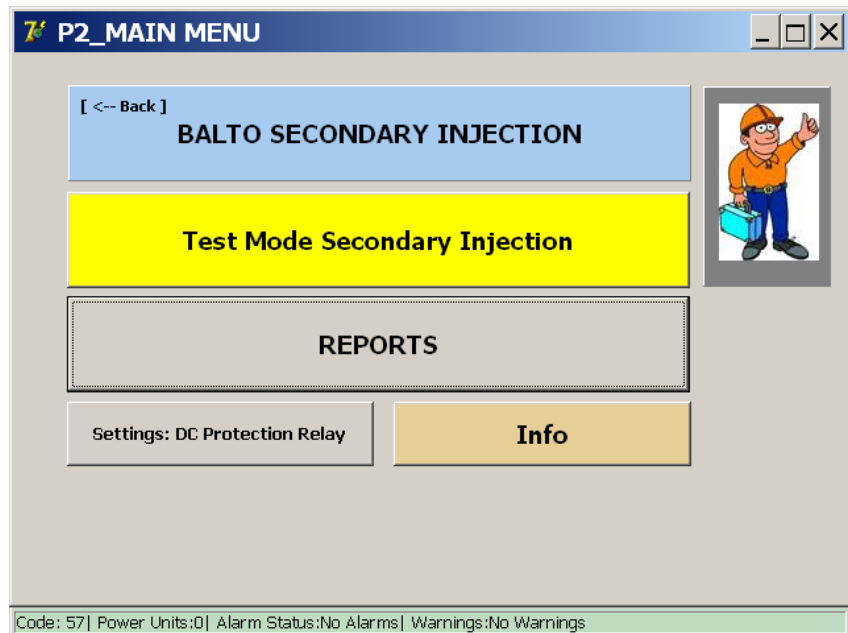 P2_MAIN MENU
[ <-- Back ]
BALTO SECONDARY INJECTION
Test Mode Secondary Injection
REPORTS
Settings: DC Protection Relay
Info
Code: 57| Power Units:0| Alarm Status:No Alarms| Warnings:No Warnings